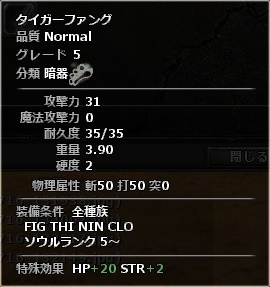 タイガーファング
品質 Normal
グレード 5
分類 暗器
攻撃力 31
魔法攻撃力 0
耐久度 35/35
重量 3.90
硬度 2
閉じる
物理属性 斬50 打50 突0
装備条件 全種族
FIG THI NIN CLO
ソウルランク 5～
特殊効果 HP+20 STR+2